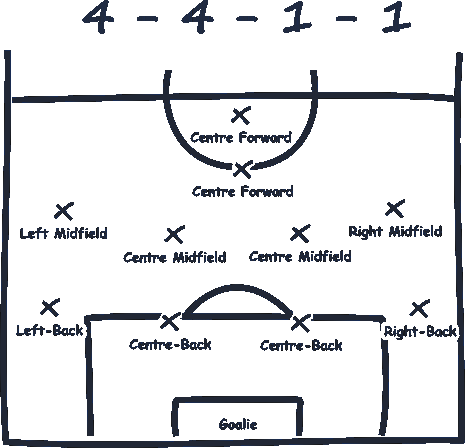 4 - 4 - 1 - 1
Centre Forward
Centre Forward
Left Midfield
Right Midfield
Centre Midfield
Centre Midfield
Left-Back
Right-Back
Centre-Back
Centre-Back
Goalie